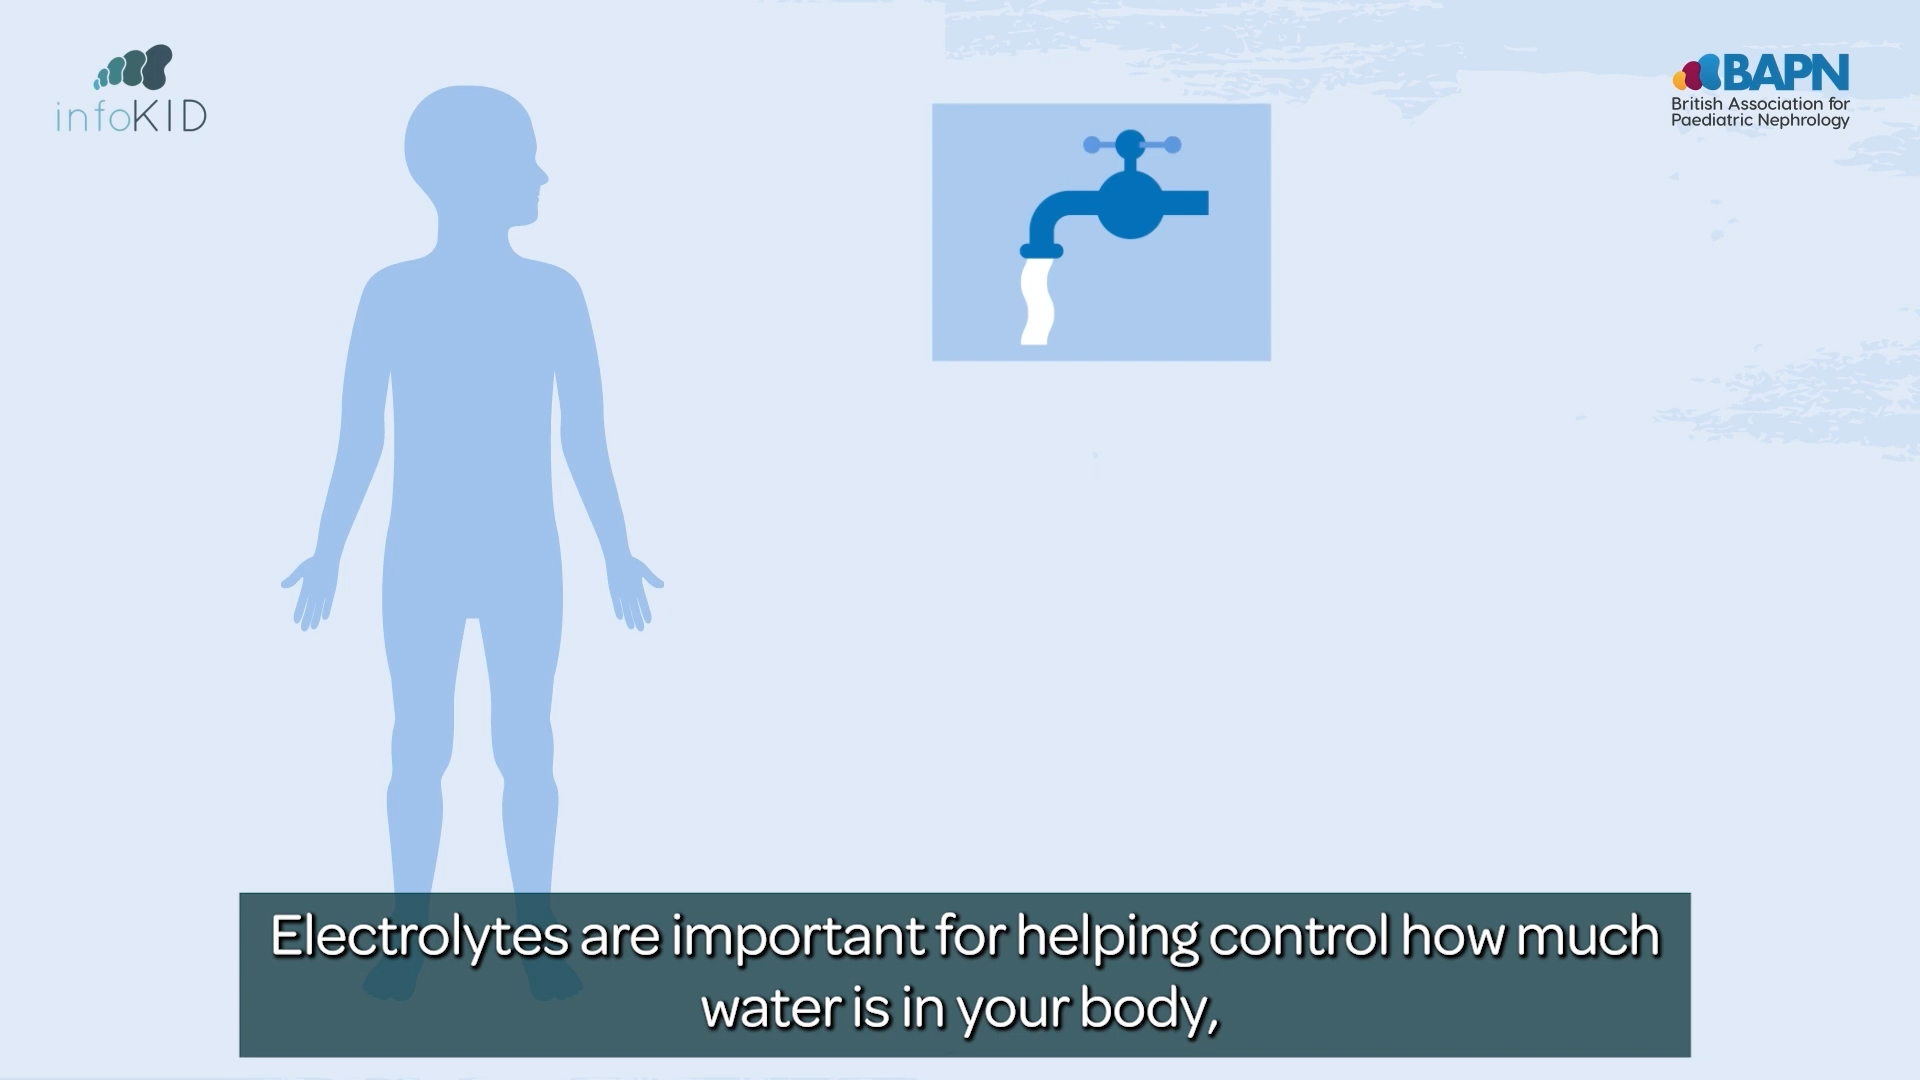 infoKID
BAPN
British Association for
Paediatric Nephrology
Electrolytes are important for helping control how much
water is in your body,